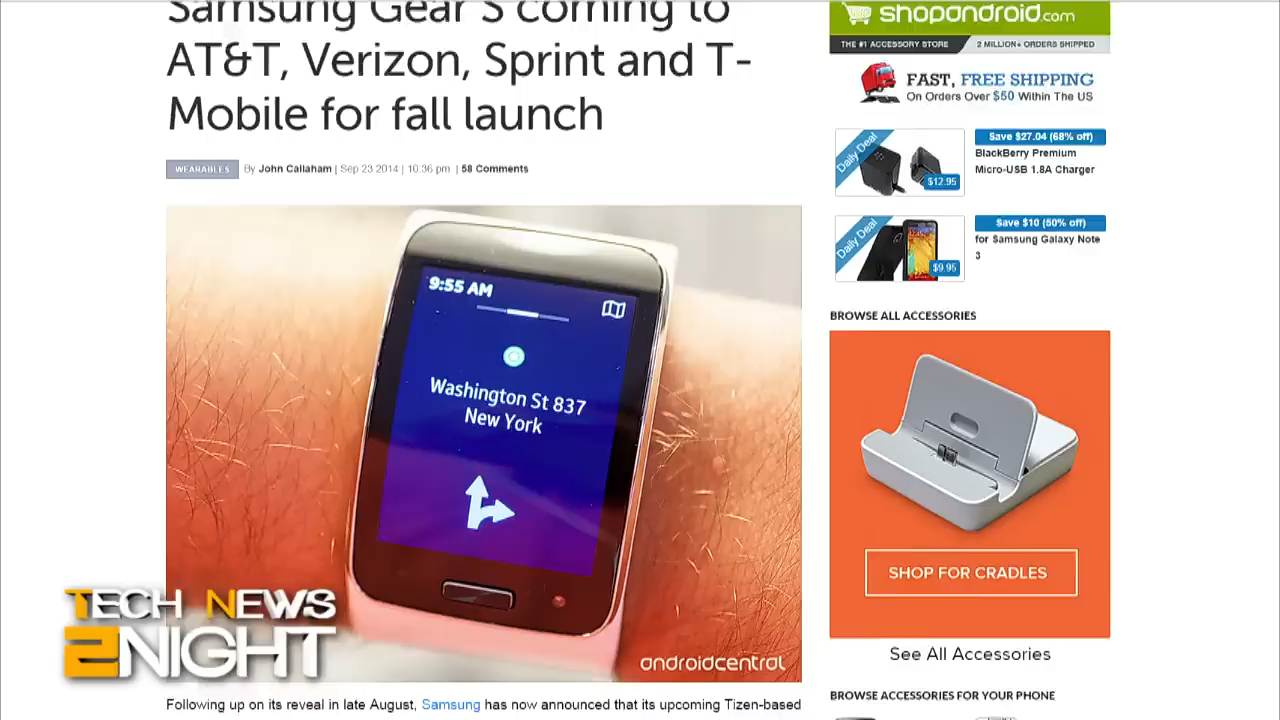 Samsung Gear S coming to
AT&T, Verizon, Sprint and T-
Mobile for fall launch
WEARABLES By John Callaham | Sep 23 2014 | 10:36 pm | 58 Comments
9:55 AM
Washington St 837
New York
androidcentral
TECH NEWS
2NIGHT
Following up on its reveal in late August, Samsung has now announced that its upcoming Tizen-based
shopandroid.com
THE #1 ACCESSORY STORE 2 MILLION+ ORDERS SHIPPED
FAST, FREE SHIPPING
On Orders Over $50 Within The US
Daily Deal
$12.95
Save $27.04 (68% off)
BlackBerry Premium
Micro-USB 1.8A Charger
Daily Deal
$9.95
Save $10 (50% off)
for Samsung Galaxy Note
3
BROWSE ALL ACCESSORIES
SHOP FOR CRADLES
See All Accessories
BROWSE ACCESSORIES FOR YOUR PHONE